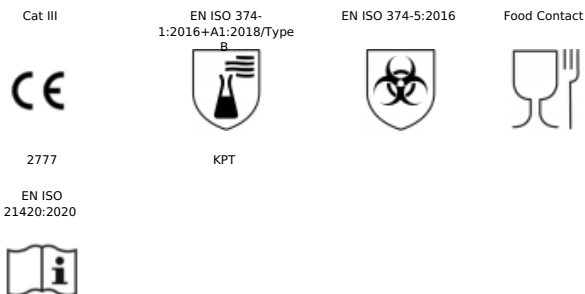 Cat III
EN ISO 374-
1:2016+A1:2018/Type
B
EN ISO 374-5:2016
Food Contact
CE
2777
KPT
EN ISO
21420:2020
i